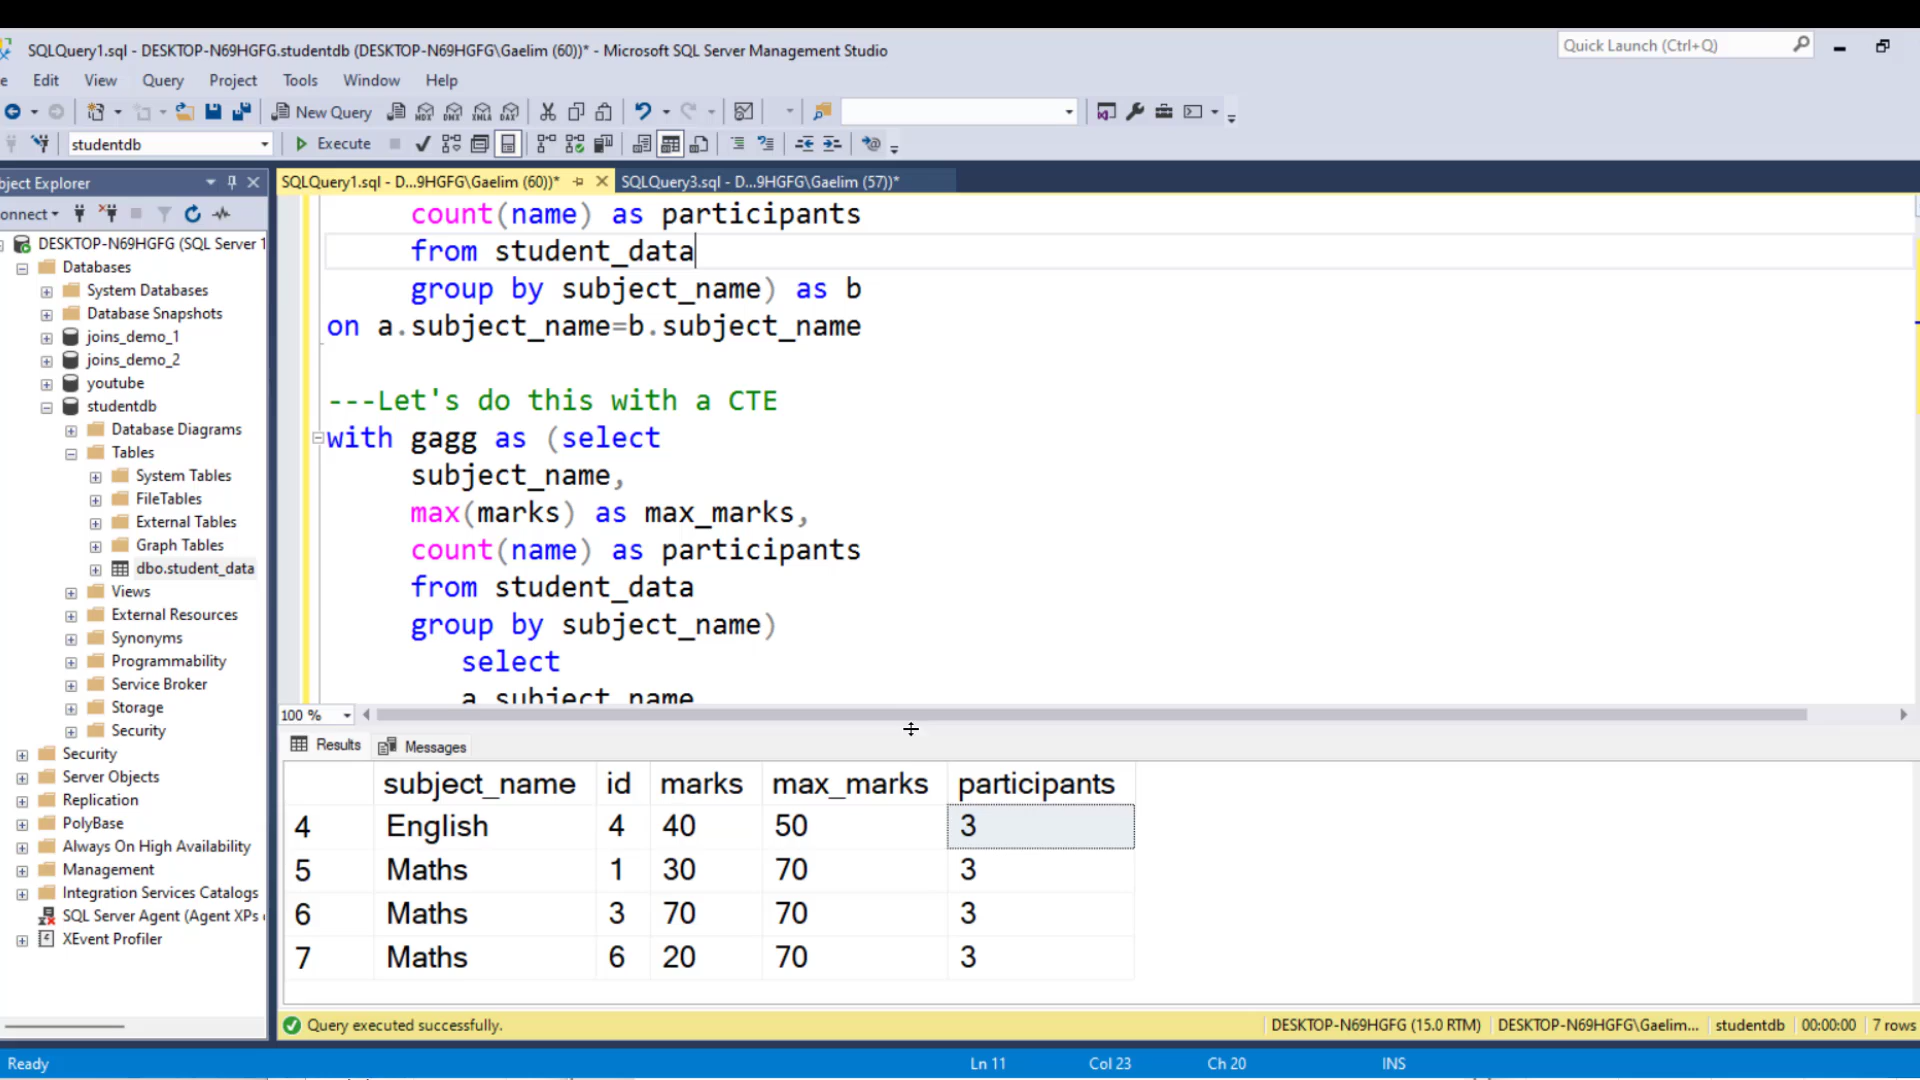 SQLQuery1.sql - DESKTOP-N69HGFG.studentdb (DESKTOP-N69HGFG\Gaelim (60))* - Microsoft SQL Server Management Studio
Quick Launch (Ctrl+Q)
e Edit View Query Project Tools Window Help
New Query
MDX DMX XMLA DAX
studentdb
Execute
bject Explorer
SQLQuery1.sql - D...9HGFG\Gaelim (60))*
SQLQuery3.sql - D...9HGFG\Gaelim (57))*
onnect
DESKTOP-N69HGFG (SQL Server 1
Databases
System Databases
Database Snapshots
joins_demo_1
joins_demo_2
youtube
studentdb
Database Diagrams
Tables
System Tables
FileTables
External Tables
Graph Tables
dbo.student_data
Views
External Resources
Synonyms
Programmability
Service Broker
Storage
Security
Security
Server Objects
Replication
PolyBase
Always On High Availability
Management
Integration Services Catalogs
SQL Server Agent (Agent XPs
XEvent Profiler
count(name) as participants
from student_data
group by subject_name) as b
on a.subject_name=b.subject_name
---Let's do this with a CTE
with gagg as (select
subject_name,
max(marks) as max_marks,
count(name) as participants
from student_data
group by subject_name)
select
a.subject_name
100 %
Results Messages
subject_name id marks max_marks participants
4 English 4 40 50 3
5 Maths 1 30 70 3
6 Maths 3 70 70 3
7 Maths 6 20 70 3
Query executed successfully.
DESKTOP-N69HGFG (15.0 RTM) DESKTOP-N69HGFG\Gaelim... studentdb 00:00:00 7 rows
Ready Ln 11 Col 23 Ch 20 INS